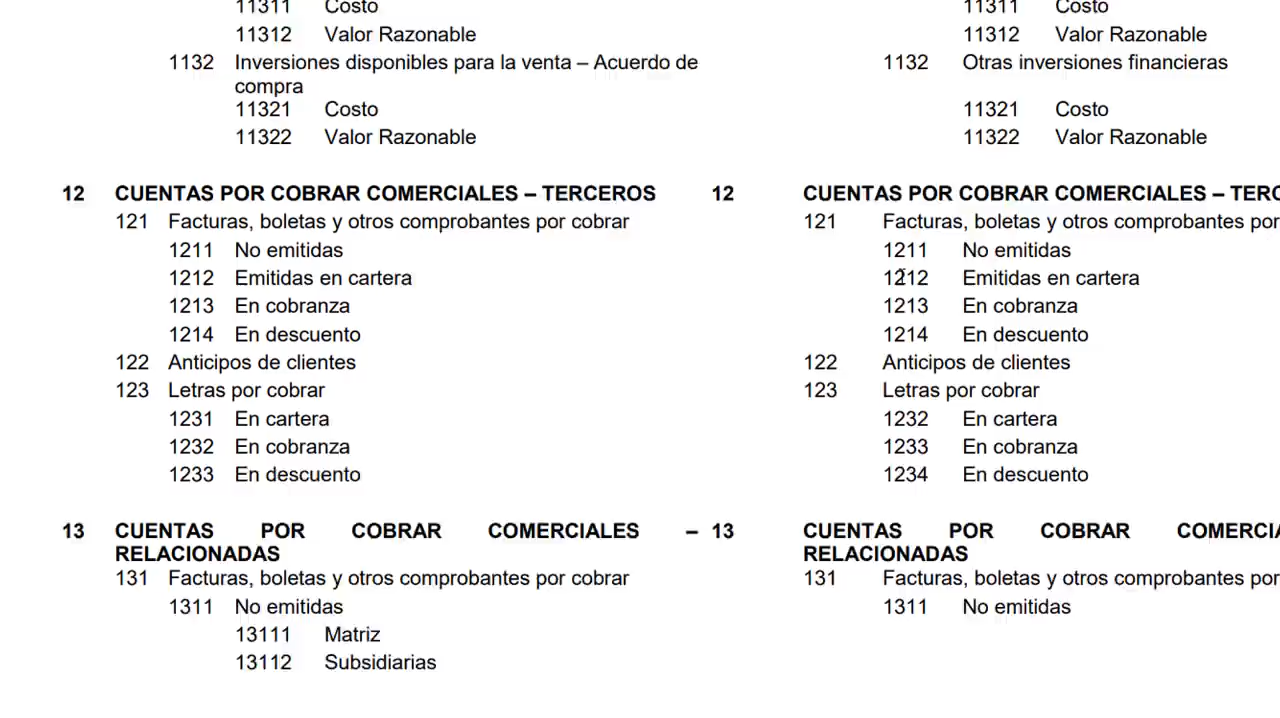 11311 Costo 11311 Costo
11312 Valor Razonable 11312 Valor Razonable
1132 Inversiones disponibles para la venta – Acuerdo de 1132 Otras inversiones financieras
compra
11321 Costo 11321 Costo
11322 Valor Razonable 11322 Valor Razonable
12 CUENTAS POR COBRAR COMERCIALES – TERCEROS 12 CUENTAS POR COBRAR COMERCIALES – TERC
121 Facturas, boletas y otros comprobantes por cobrar 121 Facturas, boletas y otros comprobantes por
1211 No emitidas 1211 No emitidas
1212 Emitidas en cartera 1212 Emitidas en cartera
1213 En cobranza 1213 En cobranza
1214 En descuento 1214 En descuento
122 Anticipos de clientes 122 Anticipos de clientes
123 Letras por cobrar 123 Letras por cobrar
1231 En cartera 1232 En cartera
1232 En cobranza 1233 En cobranza
1233 En descuento 1234 En descuento
13 CUENTAS POR COBRAR COMERCIALES – 13 CUENTAS POR COBRAR COMERCIA
RELACIONADAS RELACIONADAS
131 Facturas, boletas y otros comprobantes por cobrar 131 Facturas, boletas y otros comprobantes por
1311 No emitidas 1311 No emitidas
13111 Matriz
13112 Subsidiarias